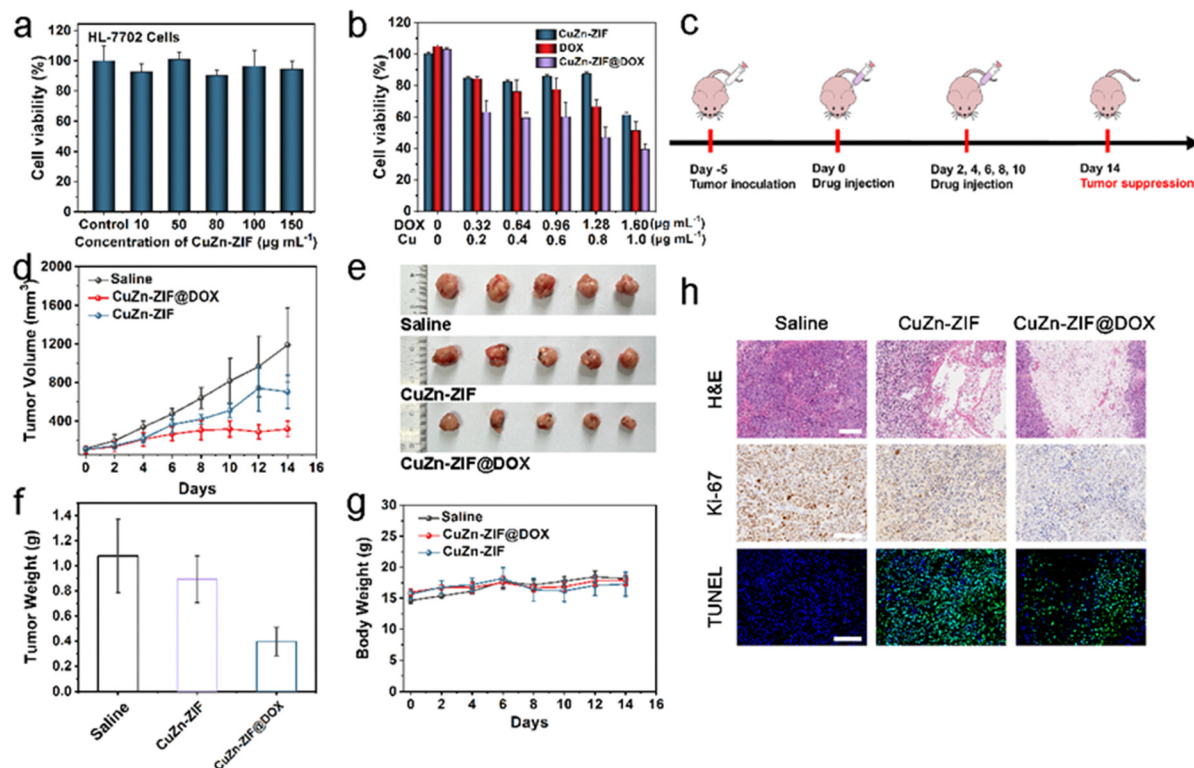 a
HL-7702 Cells
120
100
80
60
40
20
0
Cell viability (%)
Control 10 50 80 100 150
Concentration of CuZn-ZIF (μg mL⁻¹)
b
CuZn-ZIF
DOX
CuZn-ZIF@DOX
120
100
80
60
40
20
0
Cell viability (%)
DOX 0 0.32 0.64 0.96 1.28 1.60 (μg mL⁻¹)
Cu 0 0.2 0.4 0.6 0.8 1.0 (μg mL⁻¹)
c
Day -5
Tumor inoculation
Day 0
Drug injection
Day 2, 4, 6, 8, 10
Drug injection
Day 14
Tumor suppression
d
Saline
CuZn-ZIF@DOX
CuZn-ZIF
2000
1600
1200
800
400
Tumor Volume (mm³)
0 2 4 6 8 10 12 14 16
Days
e
Saline
CuZn-ZIF
CuZn-ZIF@DOX
f
1.4
1.2
1.0
0.8
0.6
0.4
0.2
0.0
Tumor Weight (g)
Saline
CuZn-ZIF
CuZn-ZIF@DOX
g
Saline
CuZn-ZIF@DOX
CuZn-ZIF
30
25
20
15
10
5
0
Body Weight (g)
0 2 4 6 8 10 12 14 16
Days
h
Saline CuZn-ZIF CuZn-ZIF@DOX
H&E
Ki-67
TUNEL